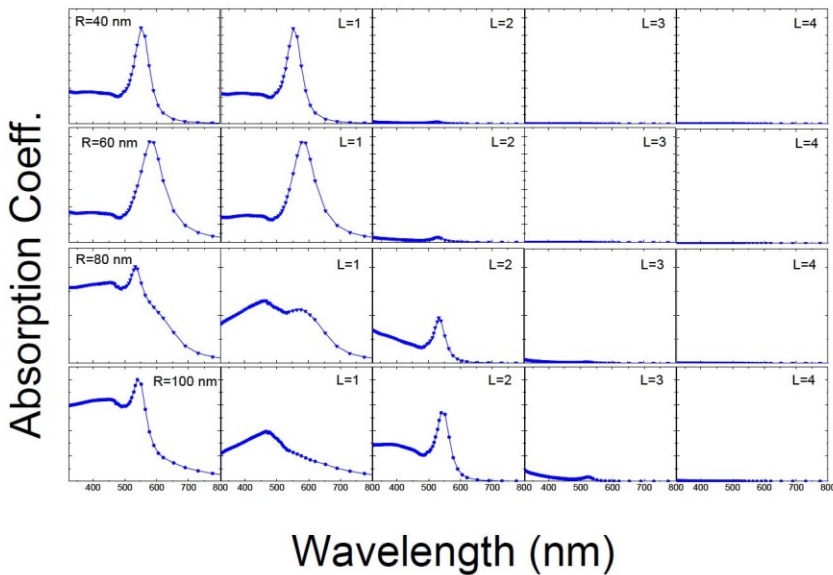 R=40 nm L=1 L=2 L=3 L=4
R=60 nm L=1 L=2 L=3 L=4
R=80 nm L=1 L=2 L=3 L=4
R=100 nm L=1 L=2 L=3 L=4
400 500 600 700 400 500 600 700 800 400 500 600 700 800 400 500 600 700 800 400 500 600 700 800
Absorption Coeff.
Wavelength (nm)